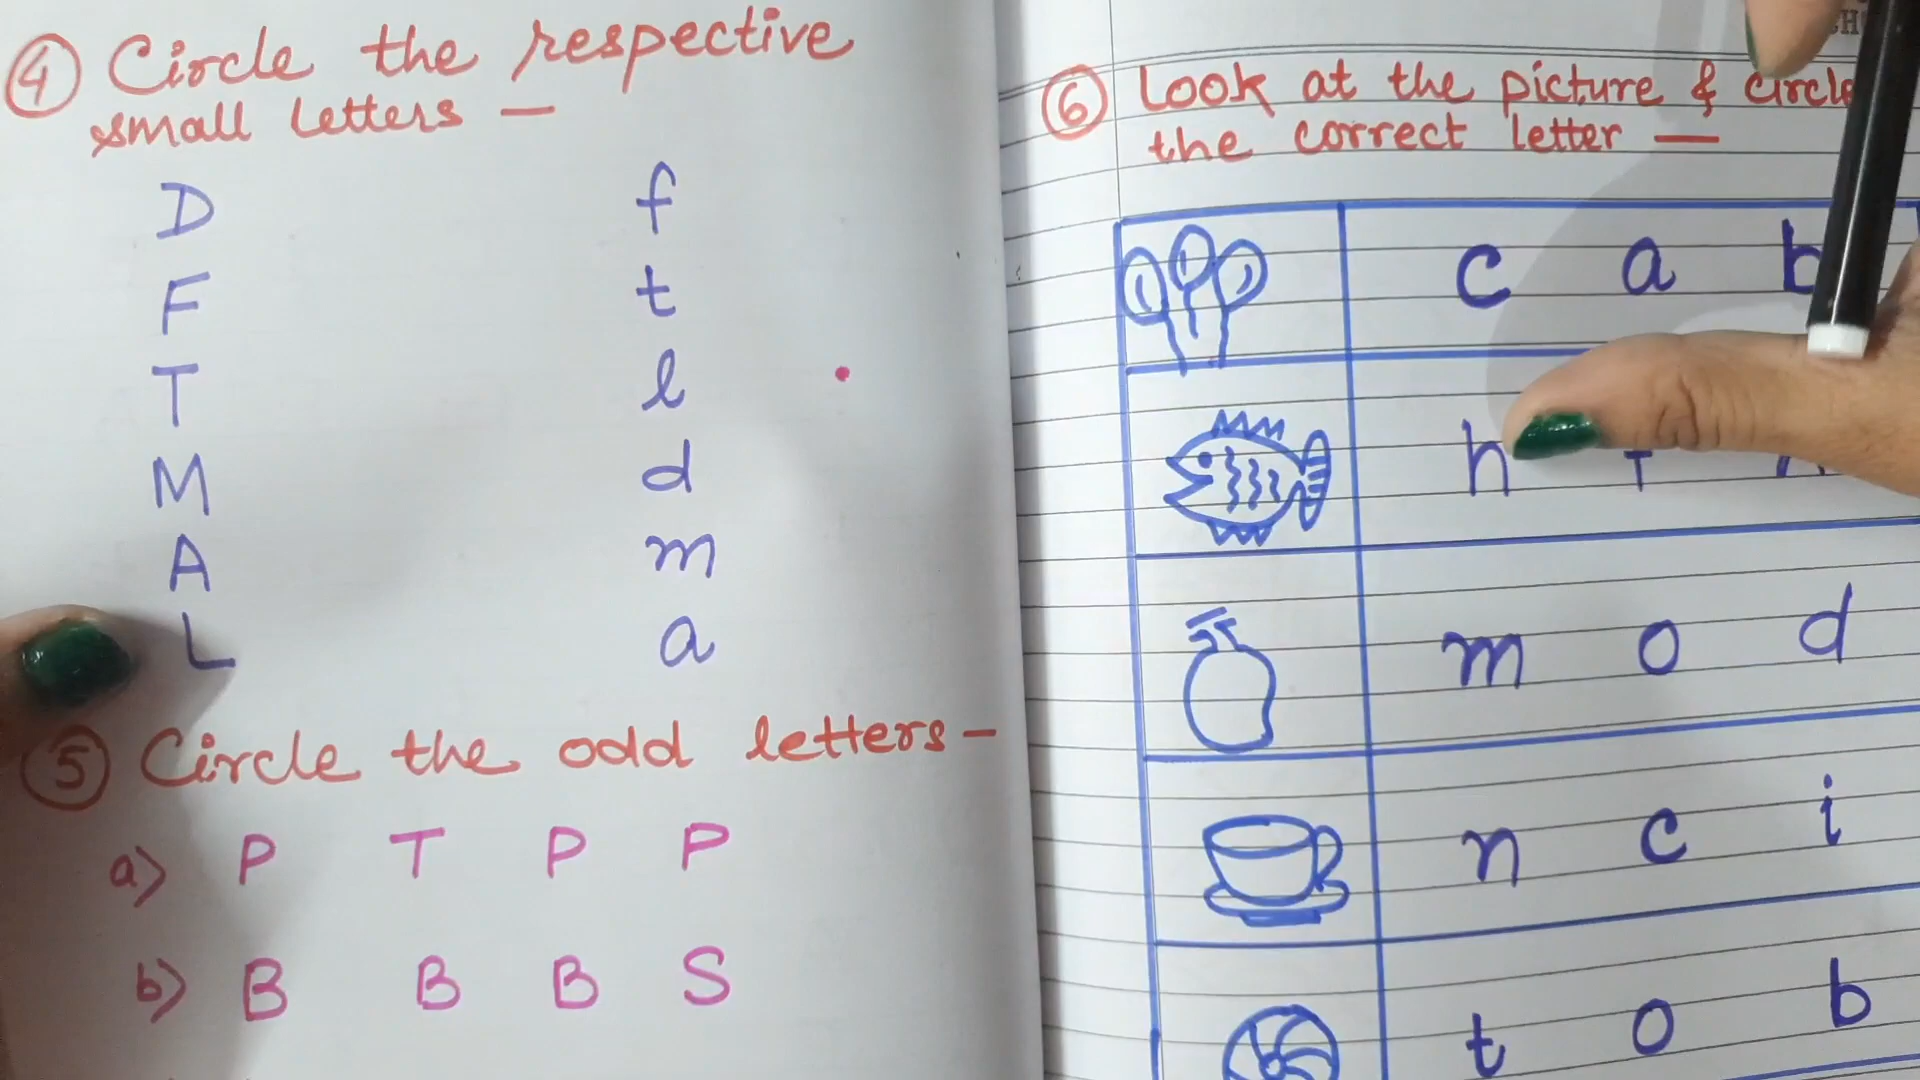 ④ Circle the respective
small letters —
D f
F t
T l
M d
A m
L a
⑤ Circle the odd letters -
a) P T P P
b) B B B S
⑥ Look at the picture & circle
the correct letter —
c a b
h
m o d
n c i
t o b